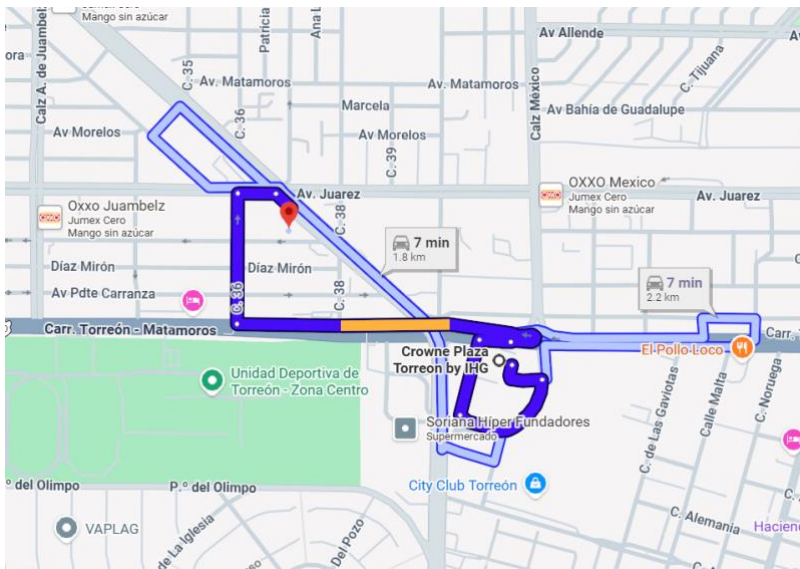 Mango sin azúcar
Calz A. de Juambelz
C. 35
Patricia
Av Allende
Av. Matamoros
Av. Matamoros
C. Tijuana
Calz México
Marcela
C. 36
Av Bahía de Guadalupe
Av Morelos
Av Morelos
C. 39
OXXO Mexico
Jumex Cero
Mango sin azúcar
Av. Juarez
Av. Juarez
Oxxo Juambelz
Jumex Cero
Mango sin azúcar
C. 38
7 min
1.8 km
Díaz Mirón
Díaz Mirón
7 min
2.2 km
Av Pdte Carranza
C. 36
C. 38
Carr. Torreón - Matamoros
Carr.
Crowne Plaza
Torreon by IHG
El Pollo Loco
Unidad Deportiva de
Torreón - Zona Centro
C. de Las Gaviotas
Calle Malta
C. Noruega
Soriana Híper Fundadores
Supermercado
City Club Torreón
° del Olimpo
P.° del Olimpo
C. Alemania
VAPLAG
de La Iglesia
Del Pozo
Haciend